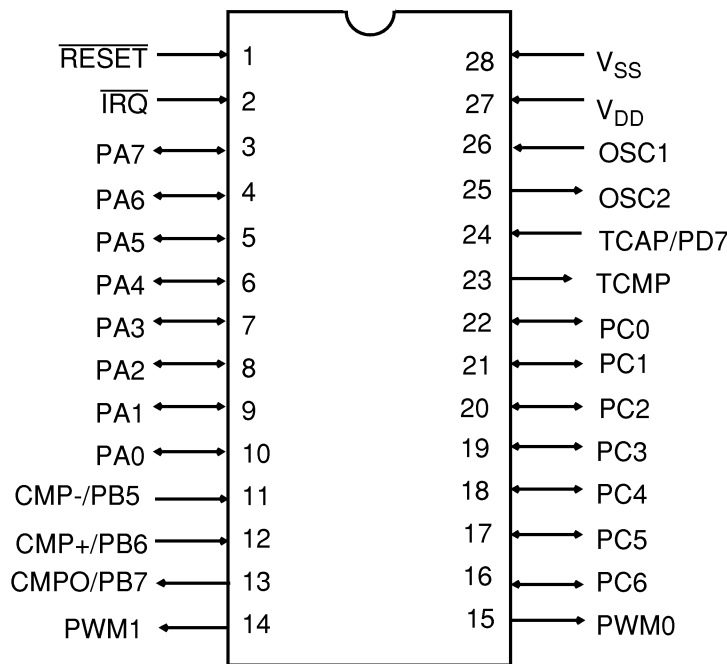 RESET 1 28 VSS
IRQ 2 27 VDD
PA7 3 26 OSC1
PA6 4 25 OSC2
PA5 5 24 TCAP/PD7
PA4 6 23 TCMP
PA3 7 22 PC0
PA2 8 21 PC1
PA1 9 20 PC2
PA0 10 19 PC3
CMP-/PB5 11 18 PC4
CMP+/PB6 12 17 PC5
CMPO/PB7 13 16 PC6
PWM1 14 15 PWM0